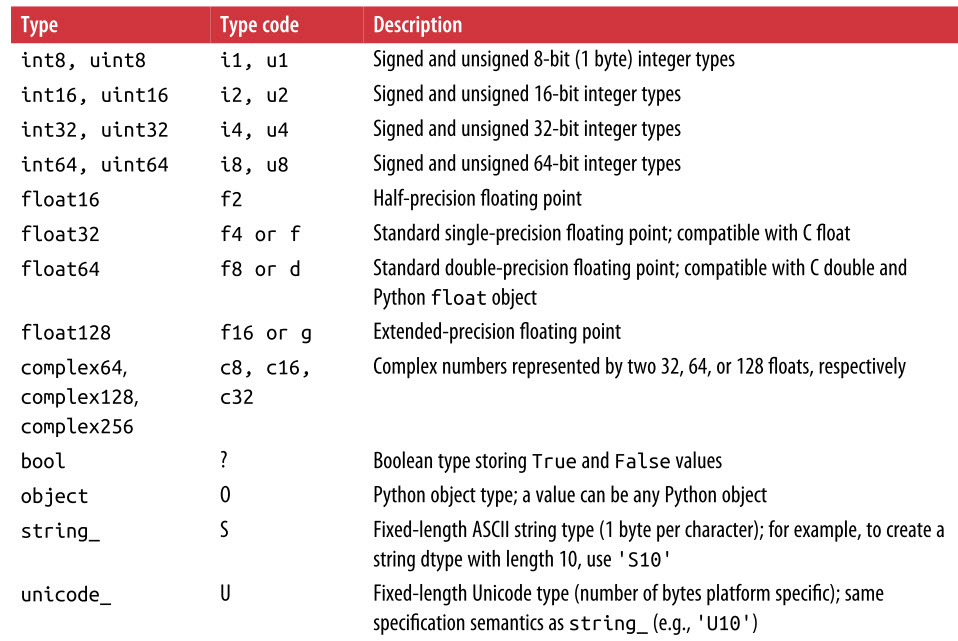 Type Type code Description
int8, uint8 i1, u1 Signed and unsigned 8-bit (1 byte) integer types
int16, uint16 i2, u2 Signed and unsigned 16-bit integer types
int32, uint32 i4, u4 Signed and unsigned 32-bit integer types
int64, uint64 i8, u8 Signed and unsigned 64-bit integer types
float16 f2 Half-precision floating point
float32 f4 or f Standard single-precision floating point; compatible with C float
float64 f8 or d Standard double-precision floating point; compatible with C double and
Python float object
float128 f16 or g Extended-precision floating point
complex64, c8, c16, Complex numbers represented by two 32, 64, or 128 floats, respectively
complex128, c32
complex256
bool ? Boolean type storing True and False values
object O Python object type; a value can be any Python object
string_ S Fixed-length ASCII string type (1 byte per character); for example, to create a
string dtype with length 10, use 'S10'
unicode_ U Fixed-length Unicode type (number of bytes platform specific); same
specification semantics as string_ (e.g., 'U10')